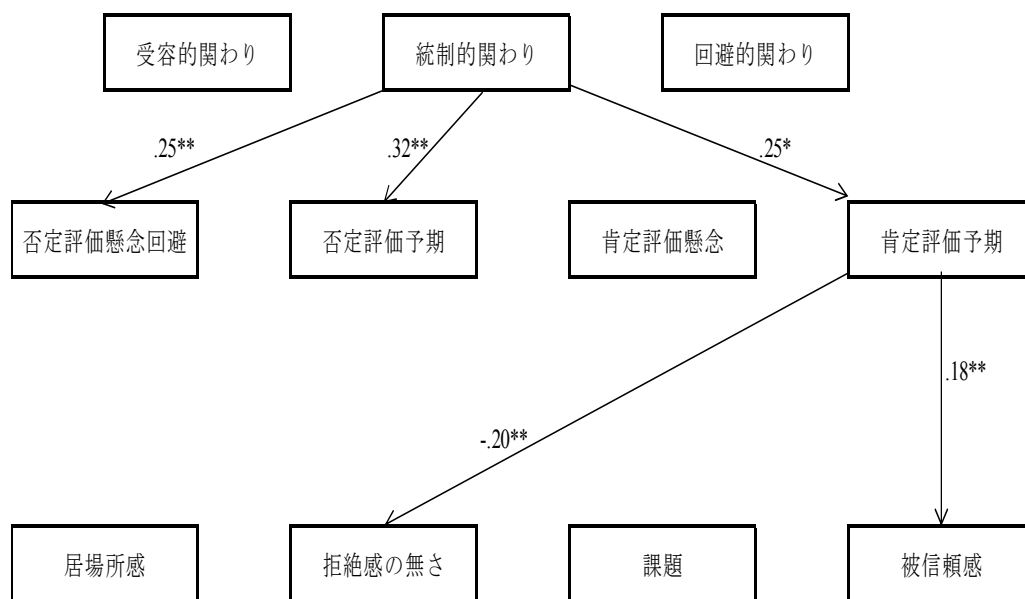 受容的関わり
統制的関わり
回避的関わり
.25**
.32**
.25*
否定評価懸念回避
否定評価予期
肯定評価懸念
肯定評価予期
.18**
-.20**
居場所感
拒絶感の無さ
課題
被信頼感